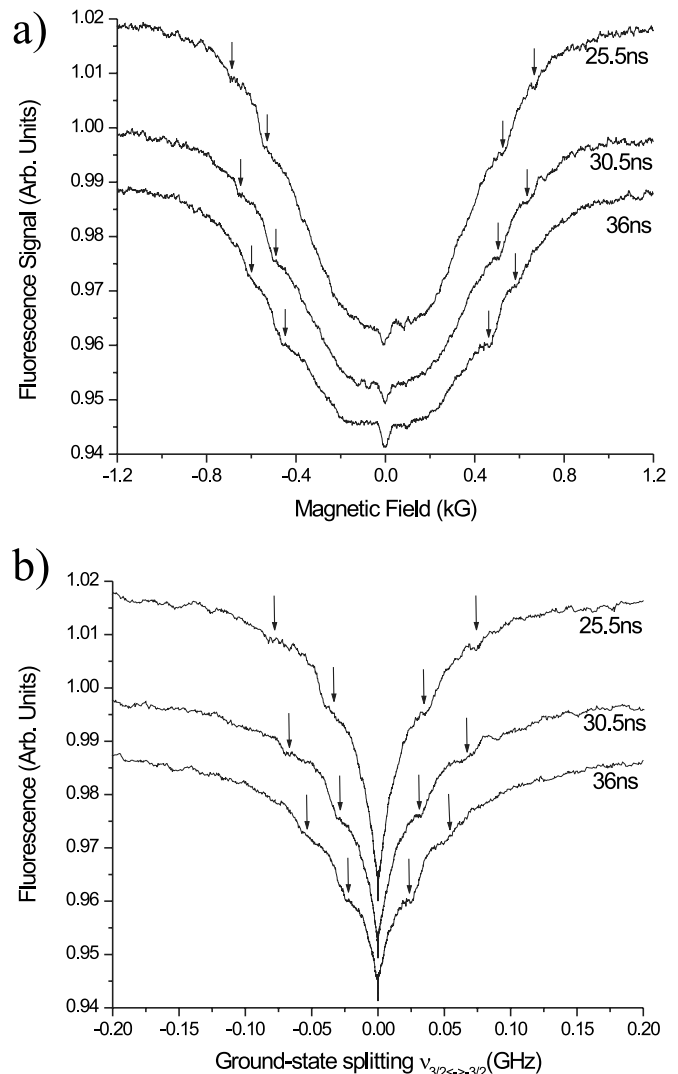 a)
1.02
1.01
1.00
0.99
0.98
0.97
0.96
0.95
0.94
Fluorescence Signal (Arb. Units)
25.5ns
30.5ns
36ns
-1.2 -0.8 -0.4 0.0 0.4 0.8 1.2
Magnetic Field (kG)
b)
1.02
1.01
1.00
0.99
0.98
0.97
0.96
0.95
0.94
Fluorescence (Arb. Units)
25.5ns
30.5ns
36ns
-0.20 -0.15 -0.10 -0.05 0.00 0.05 0.10 0.15 0.20
Ground-state splitting ν3/2<->-3/2(GHz)